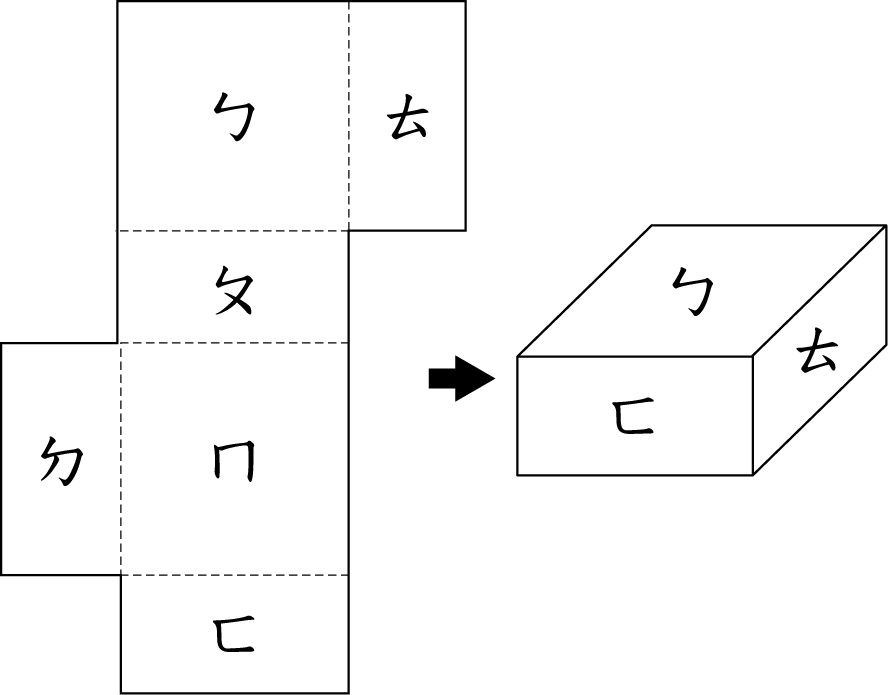 ㄅ ㄊ
ㄆ
ㄉ ㄇ
ㄈ
ㄅ
ㄈ ㄊ